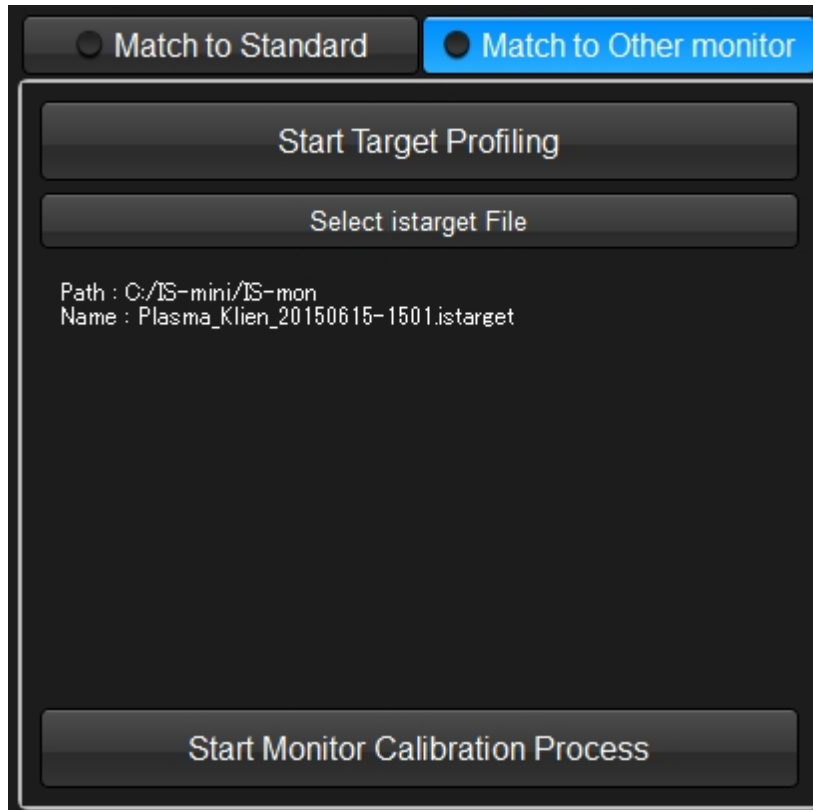 Match to Standard
Match to Other monitor
Start Target Profiling
Select istarget File
Path : C:/IS-mini/IS-mon
Name : Plasma_Klien_20150615-1501.istarget
Start Monitor Calibration Process